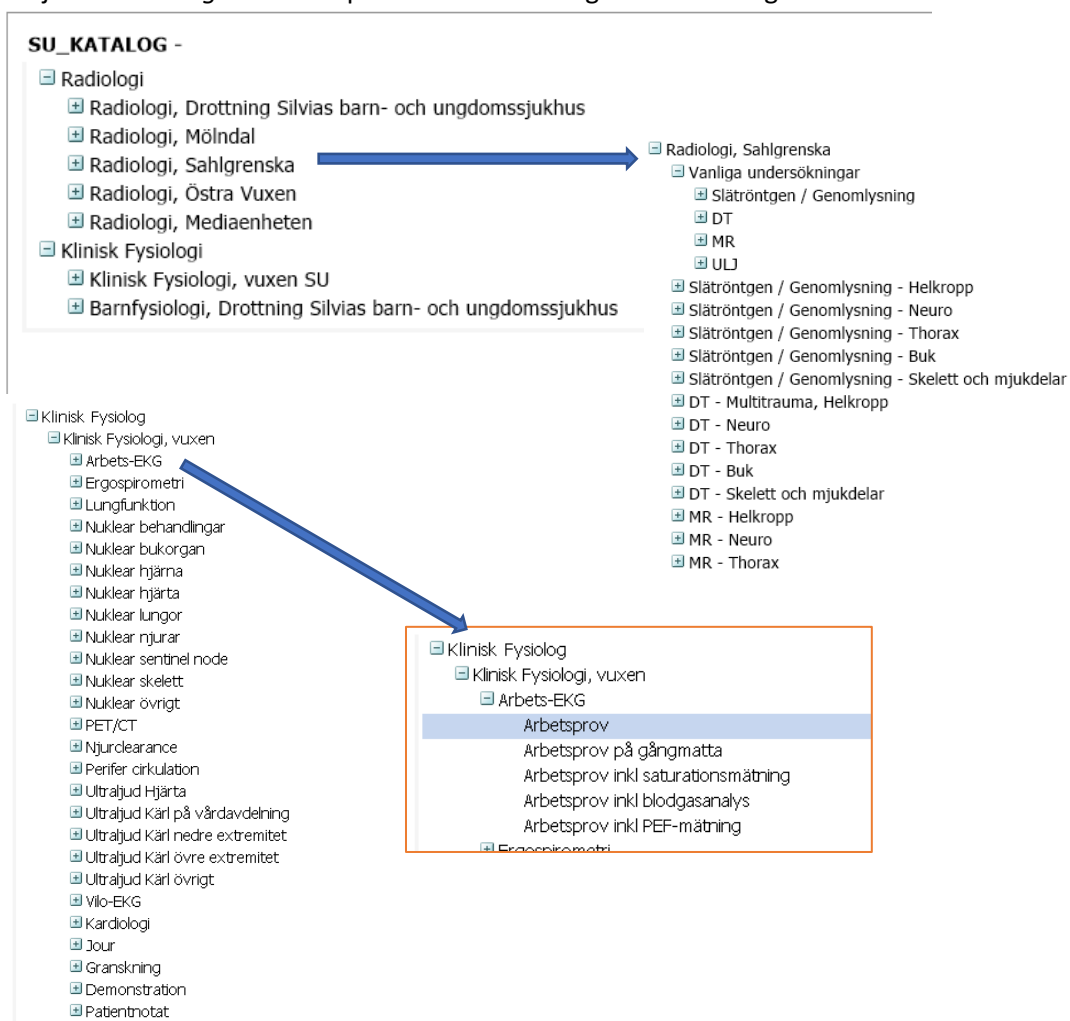 SU_KATALOG -
Radiologi
Radiologi, Drottning Silvias barn- och ungdomssjukhus
Radiologi, Mölndal
Radiologi, Sahlgrenska
Radiologi, Östra Vuxen
Radiologi, Mediaenheten
Klinisk Fysiologi
Klinisk Fysiologi, vuxen SU
Barnfysiologi, Drottning Silvias barn- och ungdomssjukhus
Radiologi, Sahlgrenska
Vanliga undersökningar
Slätröntgen / Genomlysning
DT
MR
ULJ
Slätröntgen / Genomlysning - Helkropp
Slätröntgen / Genomlysning - Neuro
Slätröntgen / Genomlysning - Thorax
Slätröntgen / Genomlysning - Buk
Slätröntgen / Genomlysning - Skelett och mjukdelar
DT - Multitrauma, Helkropp
DT - Neuro
DT - Thorax
DT - Buk
DT - Skelett och mjukdelar
MR - Helkropp
MR - Neuro
MR - Thorax
Klinisk Fysiolog
Klinisk Fysiologi, vuxen
Arbets-EKG
Ergospirometri
Lungfunktion
Nuklear behandlingar
Nuklear bukorgan
Nuklear hjärna
Nuklear hjärta
Nuklear lungor
Nuklear njurar
Nuklear sentinel node
Nuklear skelett
Nuklear övrigt
PET/CT
Njurclearance
Perifer cirkulation
Ultraljud Hjärta
Ultraljud Kärl på vårdavdelning
Ultraljud Kärl nedre extremitet
Ultraljud Kärl övre extremitet
Ultraljud Kärl övrigt
Vilo-EKG
Kardiologi
Jour
Granskning
Demonstration
Patientnotat
Klinisk Fysiolog
Klinisk Fysiologi, vuxen
Arbets-EKG
Arbetsprov
Arbetsprov på gångmatta
Arbetsprov inkl saturationsmätning
Arbetsprov inkl blodgasanalys
Arbetsprov inkl PEF-mätning
Ergospirometri